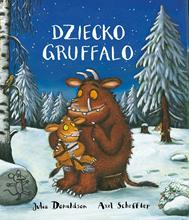 DZIECKO
GRUFFALO
Julia Donaldson Axel Scheffler